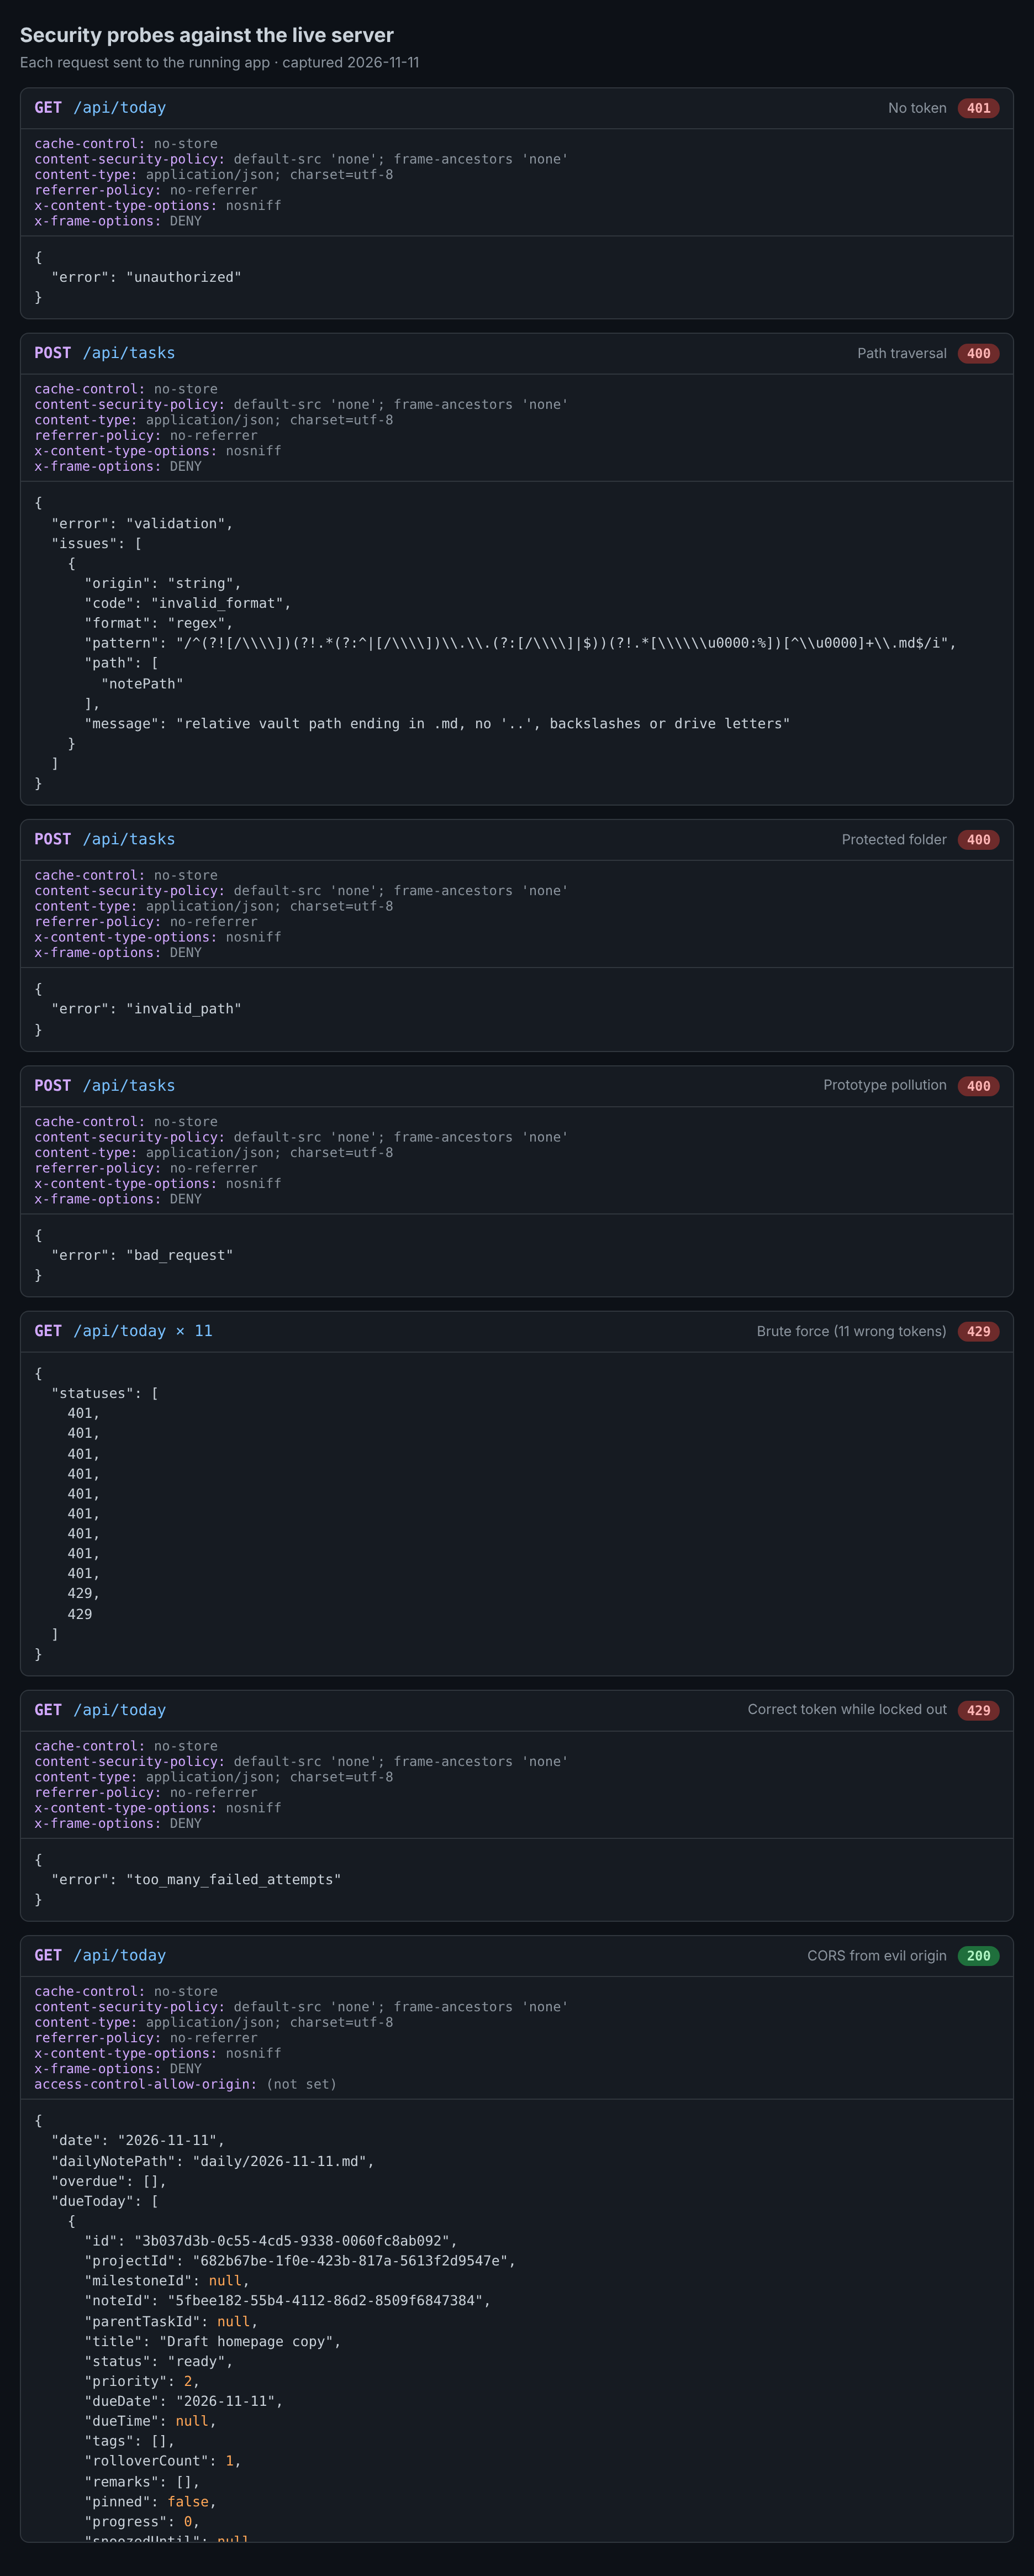 Security probes against the live server
Each request sent to the running app · captured 2026-11-11
GET /api/today No token 401
cache-control: no-store
content-security-policy: default-src 'none'; frame-ancestors 'none'
content-type: application/json; charset=utf-8
referrer-policy: no-referrer
x-content-type-options: nosniff
x-frame-options: DENY
{
"error": "unauthorized"
}
POST /api/tasks Path traversal 400
cache-control: no-store
content-security-policy: default-src 'none'; frame-ancestors 'none'
content-type: application/json; charset=utf-8
referrer-policy: no-referrer
x-content-type-options: nosniff
x-frame-options: DENY
{
"error": "validation",
"issues": [
{
"origin": "string",
"code": "invalid_format",
"format": "regex",
"pattern": "/^(?![/\\\\])(?!.*(?:^|[/\\\\])\\.\\.(?:[/\\\\]|$))(?!.*[\\\\\\u0000:%])[^\\u0000]+\\.md$/i",
"path": [
"notePath"
],
"message": "relative vault path ending in .md, no '..', backslashes or drive letters"
}
]
}
POST /api/tasks Protected folder 400
cache-control: no-store
content-security-policy: default-src 'none'; frame-ancestors 'none'
content-type: application/json; charset=utf-8
referrer-policy: no-referrer
x-content-type-options: nosniff
x-frame-options: DENY
{
"error": "invalid_path"
}
POST /api/tasks Prototype pollution 400
cache-control: no-store
content-security-policy: default-src 'none'; frame-ancestors 'none'
content-type: application/json; charset=utf-8
referrer-policy: no-referrer
x-content-type-options: nosniff
x-frame-options: DENY
{
"error": "bad_request"
}
GET /api/today × 11 Brute force (11 wrong tokens) 429
{
"statuses": [
401,
401,
401,
401,
401,
401,
401,
401,
401,
429,
429
]
}
GET /api/today Correct token while locked out 429
cache-control: no-store
content-security-policy: default-src 'none'; frame-ancestors 'none'
content-type: application/json; charset=utf-8
referrer-policy: no-referrer
x-content-type-options: nosniff
x-frame-options: DENY
{
"error": "too_many_failed_attempts"
}
GET /api/today CORS from evil origin 200
cache-control: no-store
content-security-policy: default-src 'none'; frame-ancestors 'none'
content-type: application/json; charset=utf-8
referrer-policy: no-referrer
x-content-type-options: nosniff
x-frame-options: DENY
access-control-allow-origin: (not set)
{
"date": "2026-11-11",
"dailyNotePath": "daily/2026-11-11.md",
"overdue": [],
"dueToday": [
{
"id": "3b037d3b-0c55-4cd5-9338-0060fc8ab092",
"projectId": "682b67be-1f0e-423b-817a-5613f2d9547e",
"milestoneId": null,
"noteId": "5fbee182-55b4-4112-86d2-8509f6847384",
"parentTaskId": null,
"title": "Draft homepage copy",
"status": "ready",
"priority": 2,
"dueDate": "2026-11-11",
"dueTime": null,
"tags": [],
"rolloverCount": 1,
"remarks": [],
"pinned": false,
"progress": 0,
"snoozedUntil": null